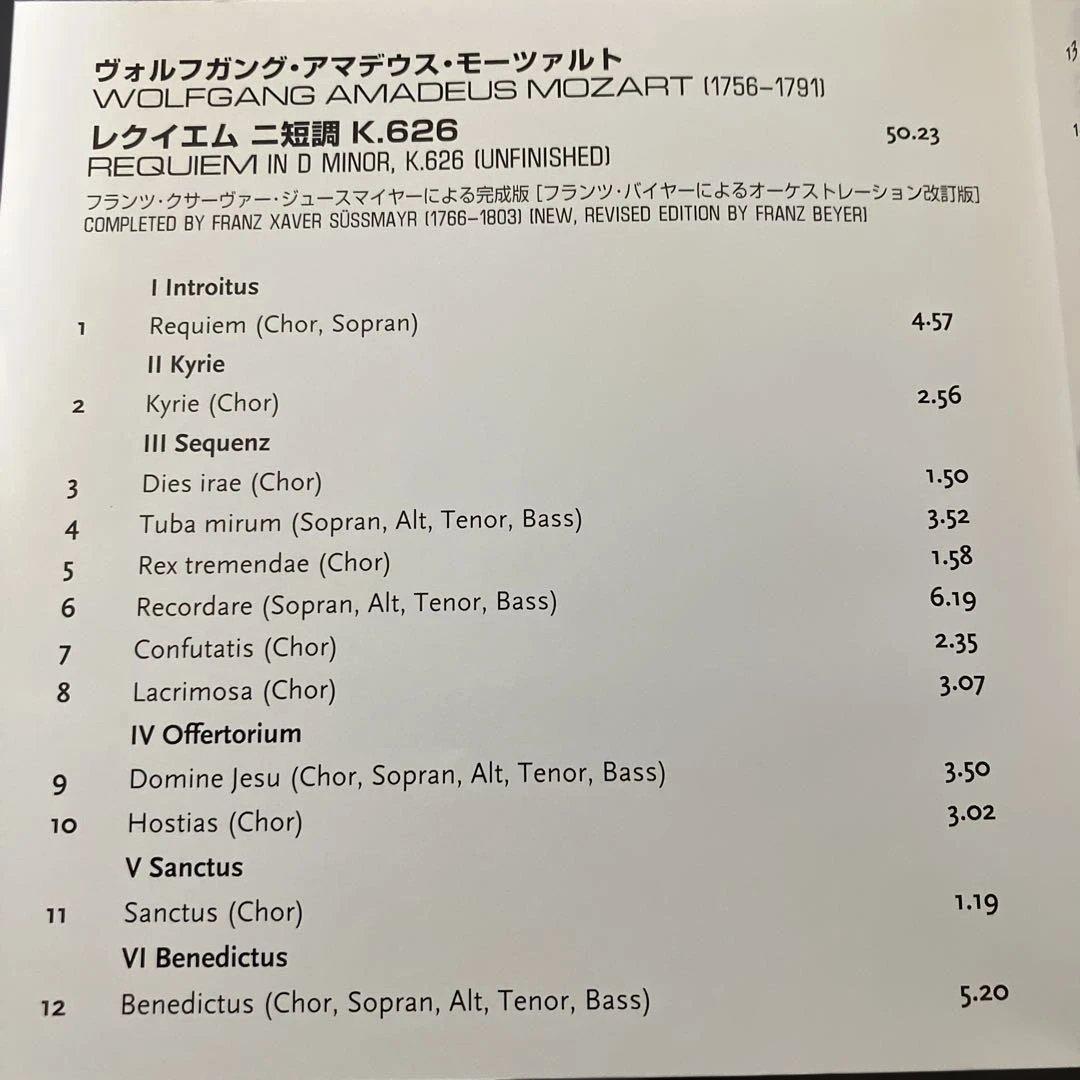 ヴォルフガング・アマデウス・モーツァルト
WOLFGANG AMADEUS MOZART (1756–1791)
レクイエム ニ短調 K.626 50.23
REQUIEM IN D MINOR, K.626 (UNFINISHED)
フランツ・クサーヴァー・ジュースマイヤーによる完成版 [フランツ・バイヤーによるオーケストレーション改訂版]
COMPLETED BY FRANZ XAVER SÜSSMAYR (1766–1803) (NEW, REVISED EDITION BY FRANZ BEYER)
I Introitus
1 Requiem (Chor, Sopran) 4.57
II Kyrie
2 Kyrie (Chor) 2.56
III Sequenz
3 Dies irae (Chor) 1.50
4 Tuba mirum (Sopran, Alt, Tenor, Bass) 3.52
5 Rex tremendae (Chor) 1.58
6 Recordare (Sopran, Alt, Tenor, Bass) 6.19
7 Confutatis (Chor) 2.35
8 Lacrimosa (Chor) 3.07
IV Offertorium
9 Domine Jesu (Chor, Sopran, Alt, Tenor, Bass) 3.50
10 Hostias (Chor) 3.02
V Sanctus
11 Sanctus (Chor) 1.19
VI Benedictus
12 Benedictus (Chor, Sopran, Alt, Tenor, Bass) 5.20
13